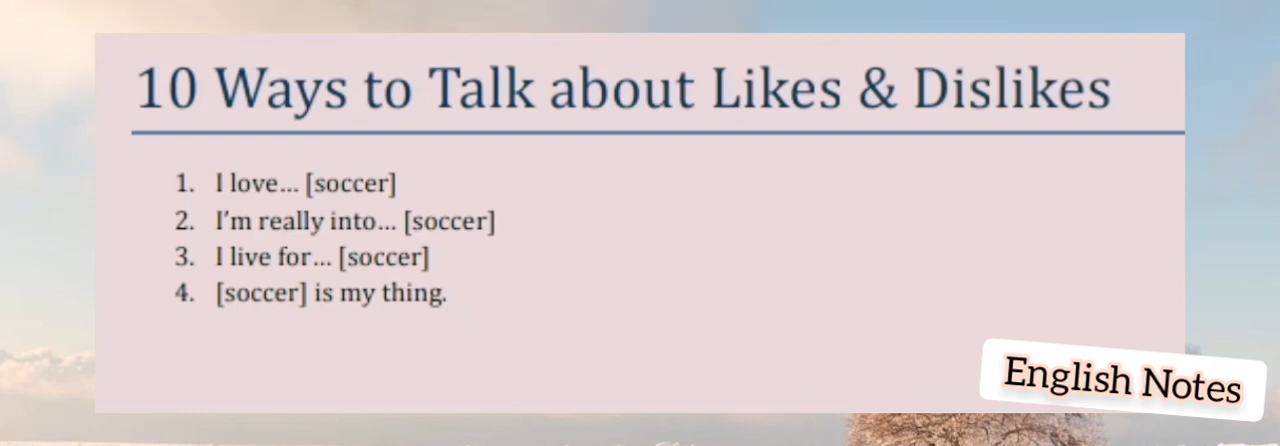 10 Ways to Talk about Likes & Dislikes
1. I love... [soccer]
2. I'm really into... [soccer]
3. I live for... [soccer]
4. [soccer] is my thing.
English Notes